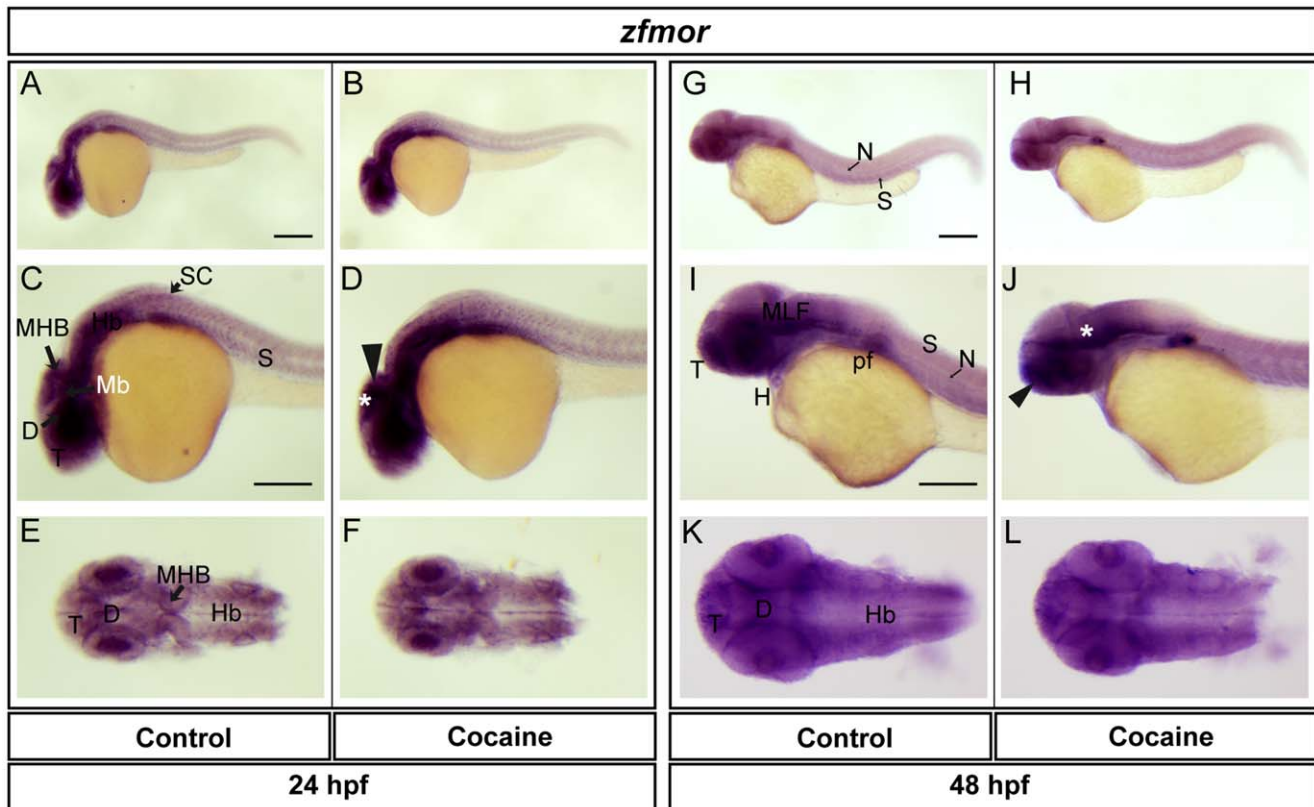 zfmor
A
B
G
H
N
S
C
SC
MHB
Hb
S
Mb
D
T
D
*
I
MLF
T
pf
S
N
H
J
*
E
MHB
T
D
Hb
F
K
T
D
Hb
L
Control
Cocaine
Control
Cocaine
24 hpf
48 hpf